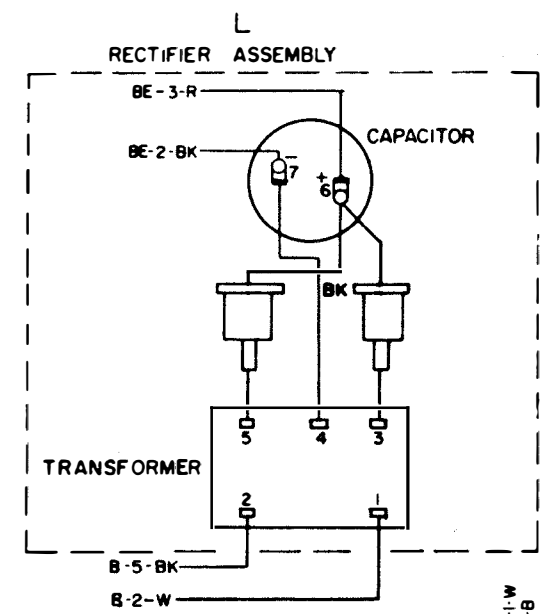 L
RECTIFIER ASSEMBLY
BE-3-R
CAPACITOR
BE-2-BK
-
7
+
6
BK
5
4
3
TRANSFORMER
2
1
B-5-BK
B-2-W
1-W
-B